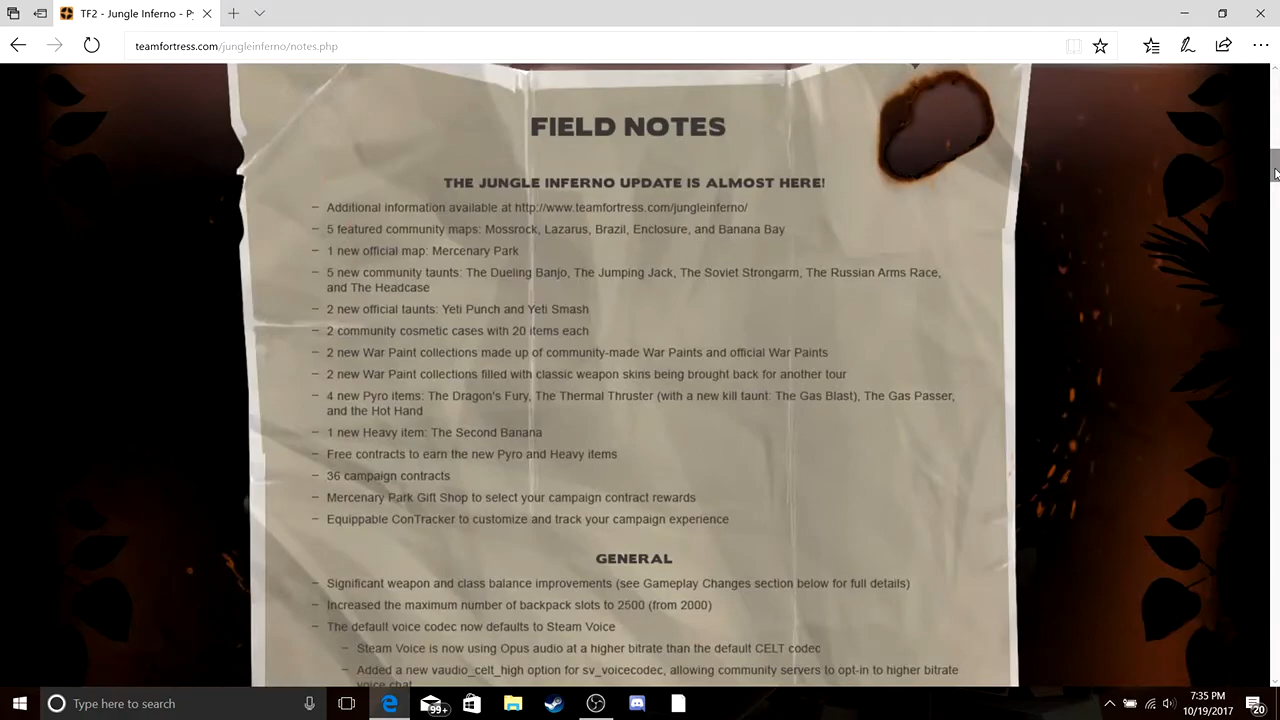 TF2 - Jungle Inferno - P
teamfortress.com/jungleinferno/notes.php
FIELD NOTES
THE JUNGLE INFERNO UPDATE IS ALMOST HERE!
– Additional information available at http://www.teamfortress.com/jungleinferno/
– 5 featured community maps: Mossrock, Lazarus, Brazil, Enclosure, and Banana Bay
– 1 new official map: Mercenary Park
– 5 new community taunts: The Dueling Banjo, The Jumping Jack, The Soviet Strongarm, The Russian Arms Race,
and The Headcase
– 2 new official taunts: Yeti Punch and Yeti Smash
– 2 community cosmetic cases with 20 items each
– 2 new War Paint collections made up of community-made War Paints and official War Paints
– 2 new War Paint collections filled with classic weapon skins being brought back for another tour
– 4 new Pyro items: The Dragon's Fury, The Thermal Thruster (with a new kill taunt: The Gas Blast), The Gas Passer,
and the Hot Hand
– 1 new Heavy item: The Second Banana
– Free contracts to earn the new Pyro and Heavy items
– 36 campaign contracts
– Mercenary Park Gift Shop to select your campaign contract rewards
– Equippable ConTracker to customize and track your campaign experience
GENERAL
– Significant weapon and class balance improvements (see Gameplay Changes section below for full details)
– Increased the maximum number of backpack slots to 2500 (from 2000)
– The default voice codec now defaults to Steam Voice
– Steam Voice is now using Opus audio at a higher bitrate than the default CELT codec
– Added a new vaudio_celt_high option for sv_voicecodec, allowing community servers to opt-in to higher bitrate
voice chat
Type here to search
99+
7:35 PM
10/19/2017
20